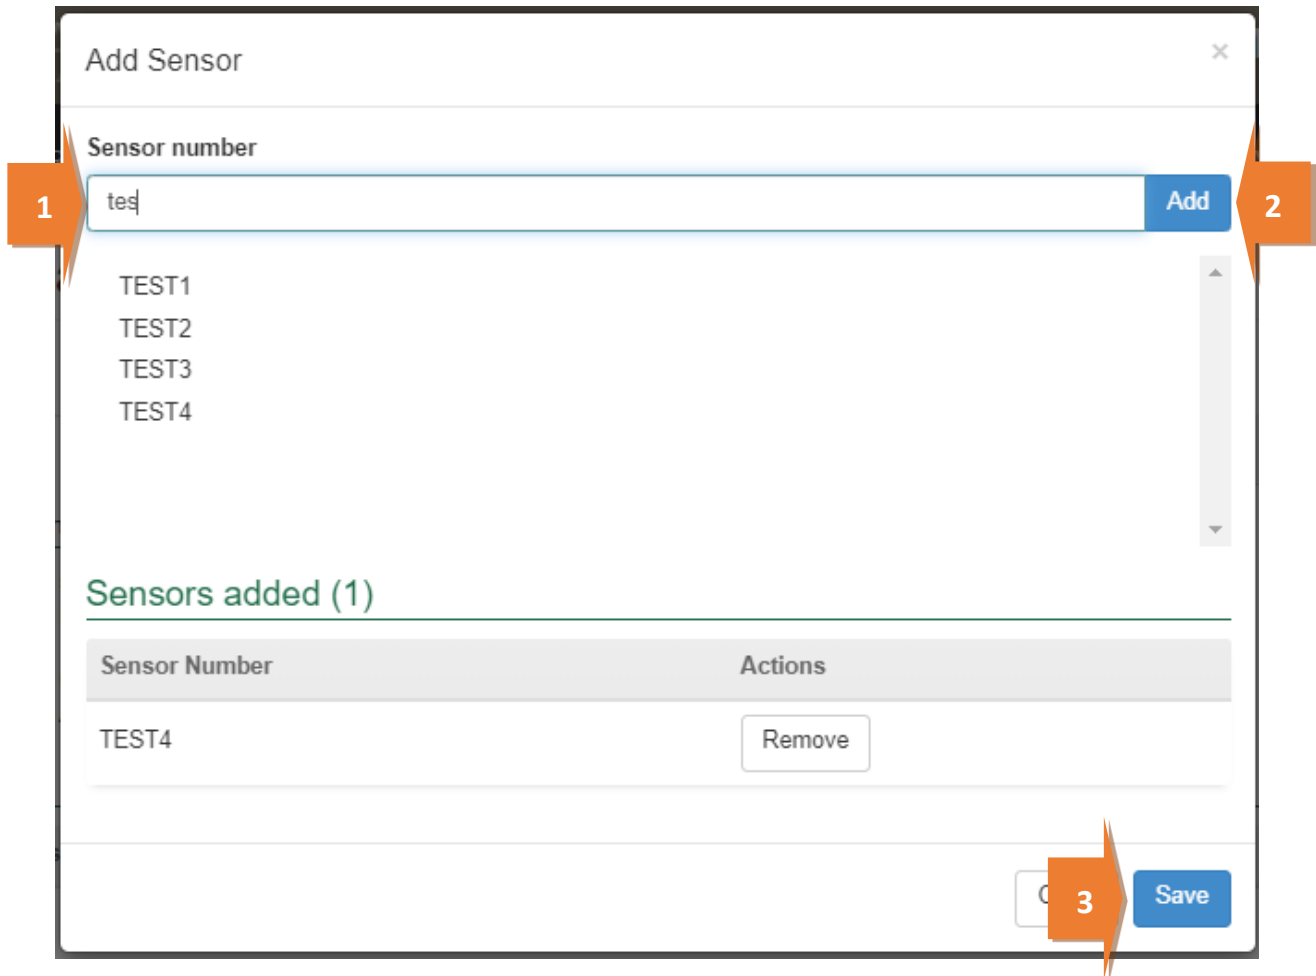 Add Sensor ×
Sensor number
1 tes Add 2
TEST1
TEST2
TEST3
TEST4
Sensors added (1)
Sensor Number Actions
TEST4 Remove
3 Save